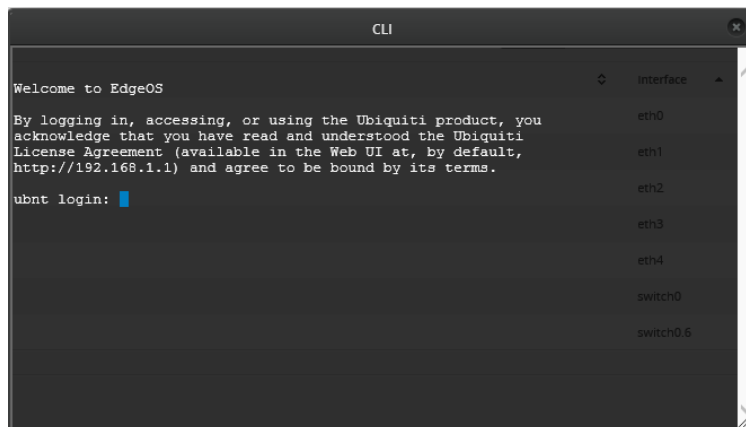 CLI
Interface
Welcome to EdgeOS
By logging in, accessing, or using the Ubiquiti product, you
acknowledge that you have read and understood the Ubiquiti
License Agreement (available in the Web UI at, by default,
http://192.168.1.1) and agree to be bound by its terms.
ubnt login:
eth0
eth1
eth2
eth3
eth4
switch0
switch0.6